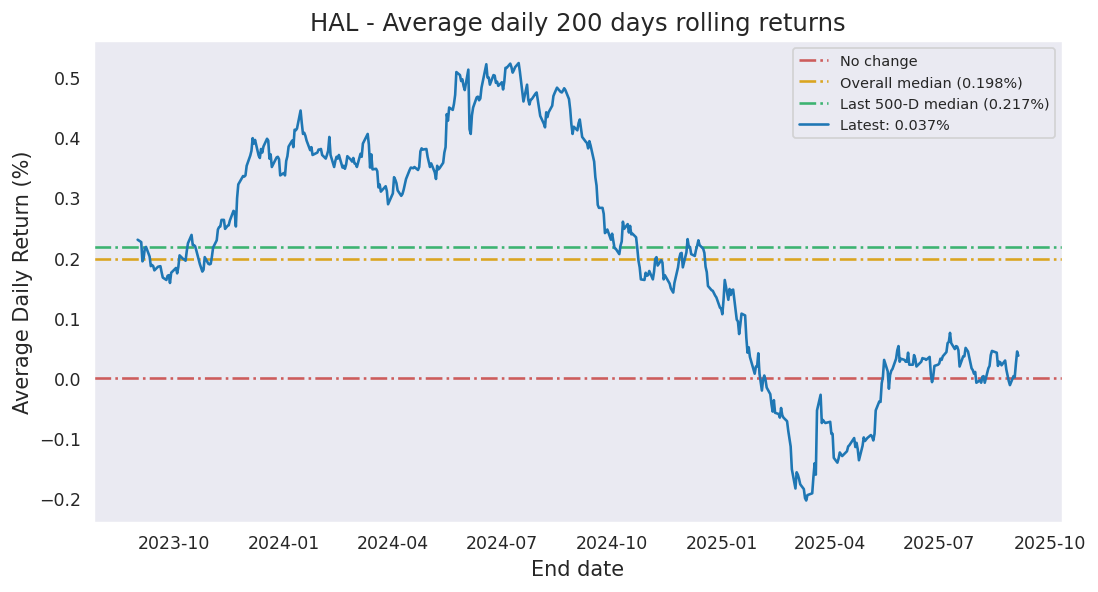 HAL - Average daily 200 days rolling returns
No change
Overall median (0.198%)
Last 500-D median (0.217%)
Latest: 0.037%
Average Daily Return (%)
0.5
0.4
0.3
0.2
0.1
0.0
−0.1
−0.2
2023-10 2024-01 2024-04 2024-07 2024-10 2025-01 2025-04 2025-07 2025-10
End date